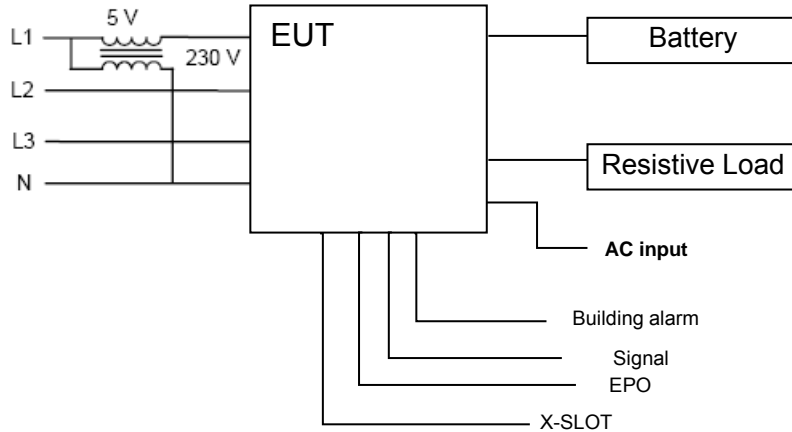 5 V
L1
EUT
Battery
230 V
L2
L3
Resistive Load
N
AC input
Building alarm
Signal
EPO
X-SLOT